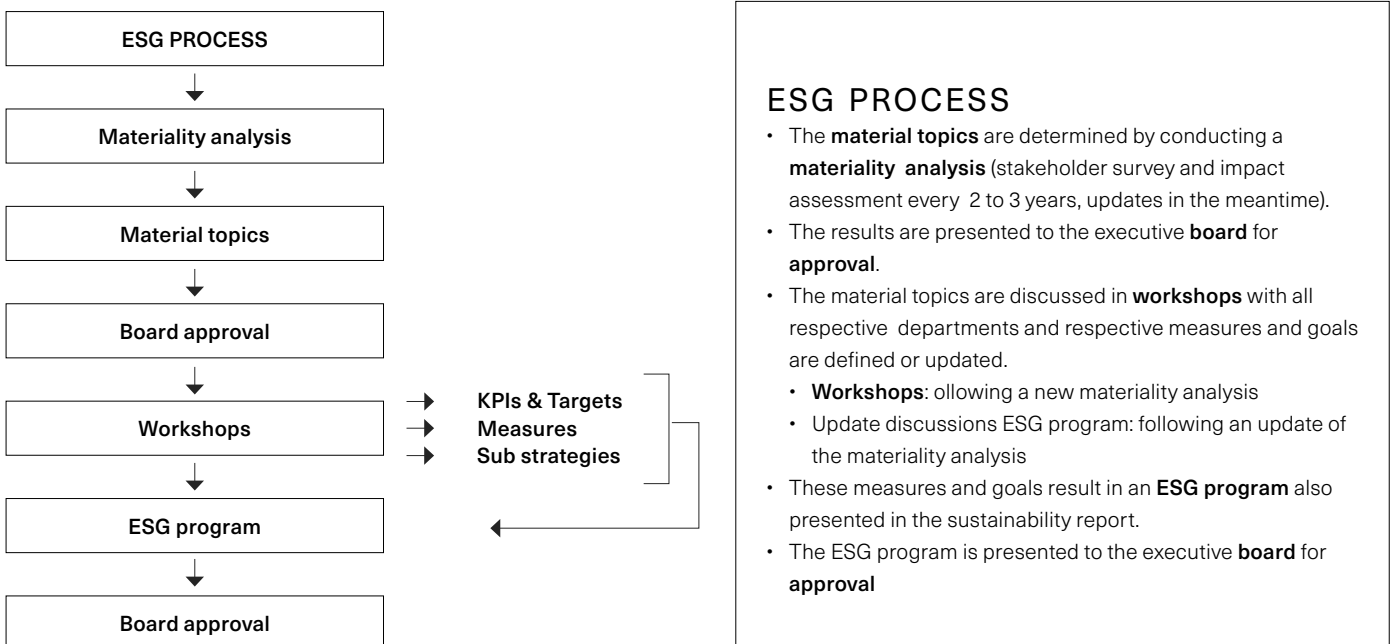 ESG PROCESS
Materiality analysis
Material topics
Board approval
Workshops
KPIs & Targets
Measures
Sub strategies
ESG program
Board approval
ESG PROCESS
• The material topics are determined by conducting a
materiality analysis (stakeholder survey and impact
assessment every 2 to 3 years, updates in the meantime).
• The results are presented to the executive board for
approval.
• The material topics are discussed in workshops with all
respective departments and respective measures and goals
are defined or updated.
• Workshops: ollowing a new materiality analysis
• Update discussions ESG program: following an update of
the materiality analysis
• These measures and goals result in an ESG program also
presented in the sustainability report.
• The ESG program is presented to the executive board for
approval